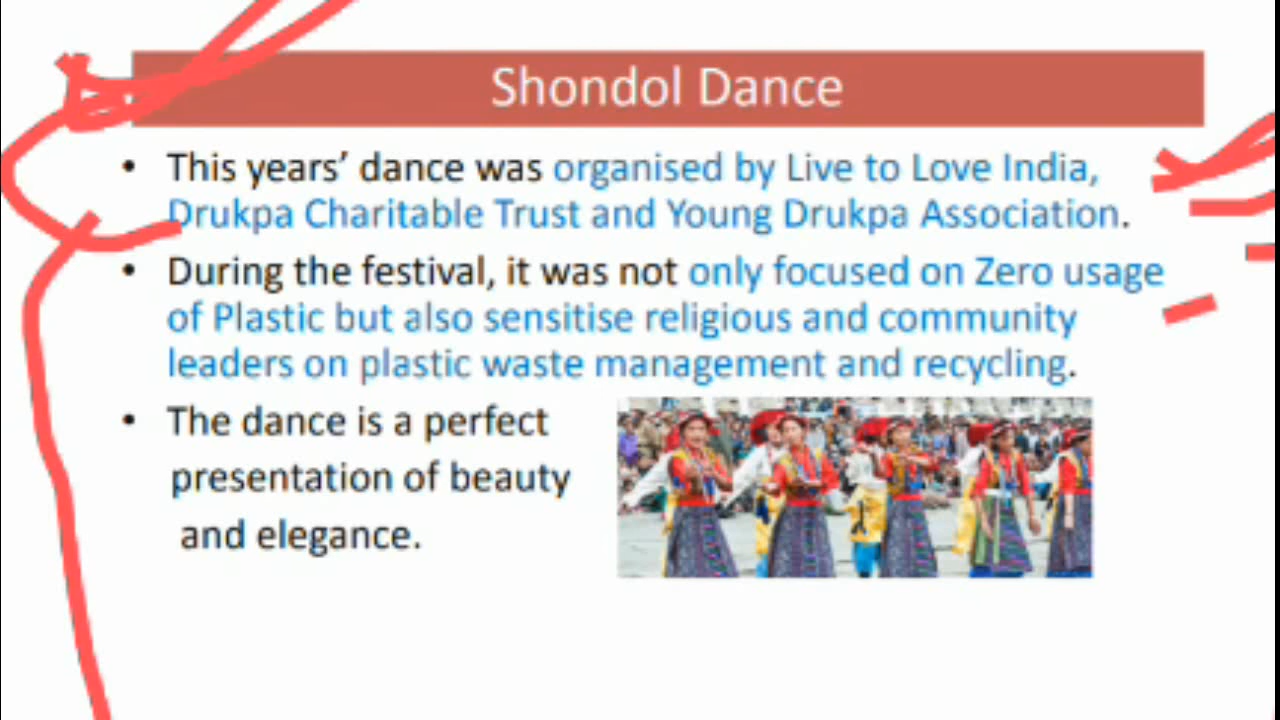 Shondol Dance
• This years' dance was organised by Live to Love India,
Drukpa Charitable Trust and Young Drukpa Association.
• During the festival, it was not only focused on Zero usage
of Plastic but also sensitise religious and community
leaders on plastic waste management and recycling.
• The dance is a perfect
presentation of beauty
and elegance.